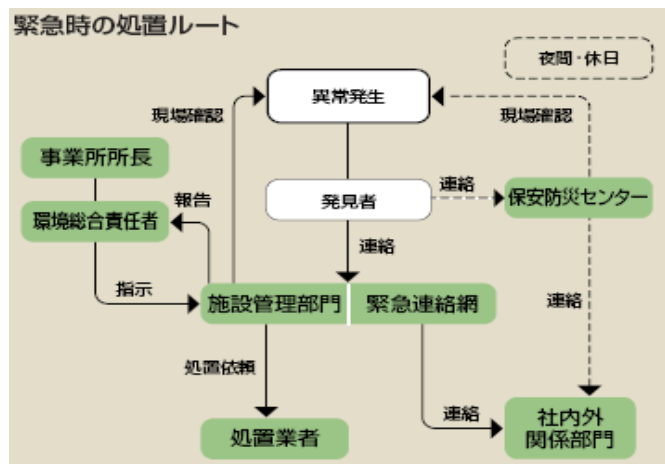 緊急時の処置ルート
夜間・休日
異常発生
現場確認
現場確認
事業所所長
発見者
連絡
保安防災センター
報告
環境総合責任者
連絡
指示
施設管理部門
緊急連絡網
連絡
処置依頼
処置業者
連絡
社内外
関係部門